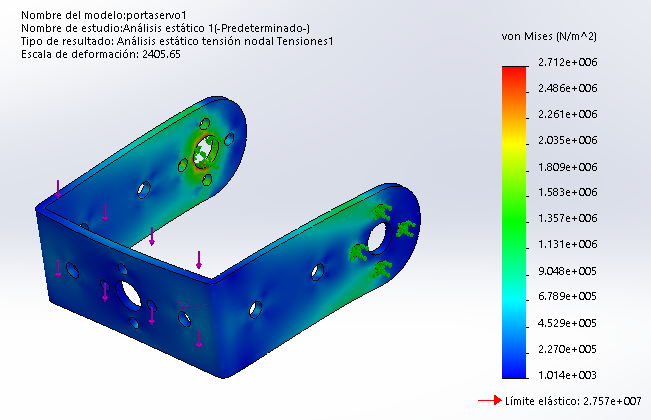 Nombre del modelo:portaservo1
Nombre de estudio:Análisis estático 1(-Predeterminado-)
Tipo de resultado: Análisis estático tensión nodal Tensiones1
Escala de deformación: 2405.65
von Mises (N/m^2)
2.712e+006
2.486e+006
2.261e+006
2.035e+006
1.809e+006
1.583e+006
1.357e+006
1.131e+006
9.048e+005
6.789e+005
4.529e+005
2.270e+005
1.014e+003
Límite elástico: 2.757e+007